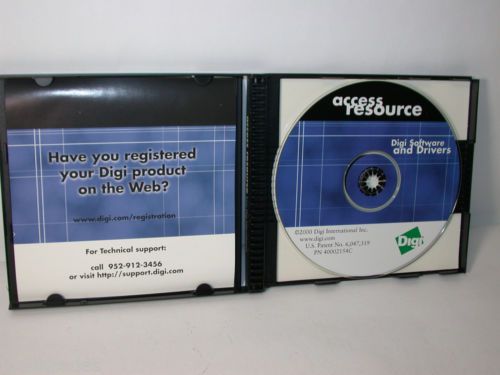 Have you registered
your Digi product
on the Web?
www.digi.com/registration
For Technical support:
call 952-912-3456
or visit http://support.digi.com
access
resource
Digi Software
and Drivers
©2000 Digi International Inc.
www.digi.com
U.S. Patent No. 6,047,319
PN 40002154C
Digi